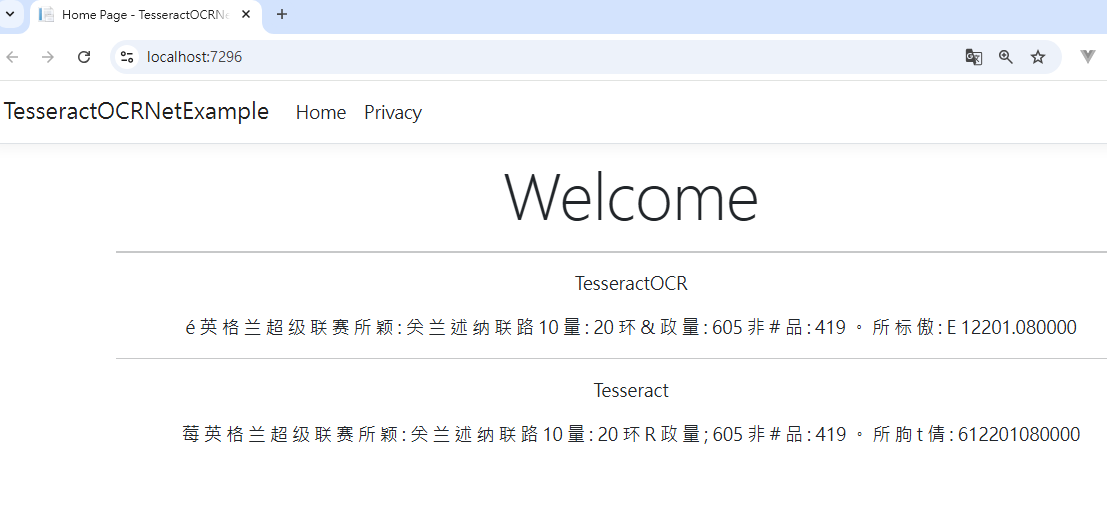 Home Page - TesseractOCRNe
localhost:7296
TesseractOCRNetExample Home Privacy
Welcome
TesseractOCR
é 英 格 兰 超 级 联 赛 所 颖 : 关 兰 述 纳 联 路 10 量 : 20 环 & 政 量 : 605 非 # 品 : 419 。 所 标 傲 : E 12201.080000
Tesseract
莓 英 格 兰 超 级 联 赛 所 颖 : 关 兰 述 纳 联 路 10 量 : 20 环 R 政 量 ; 605 非 # 品 : 419 。 所 朐 t 倩 : 612201080000